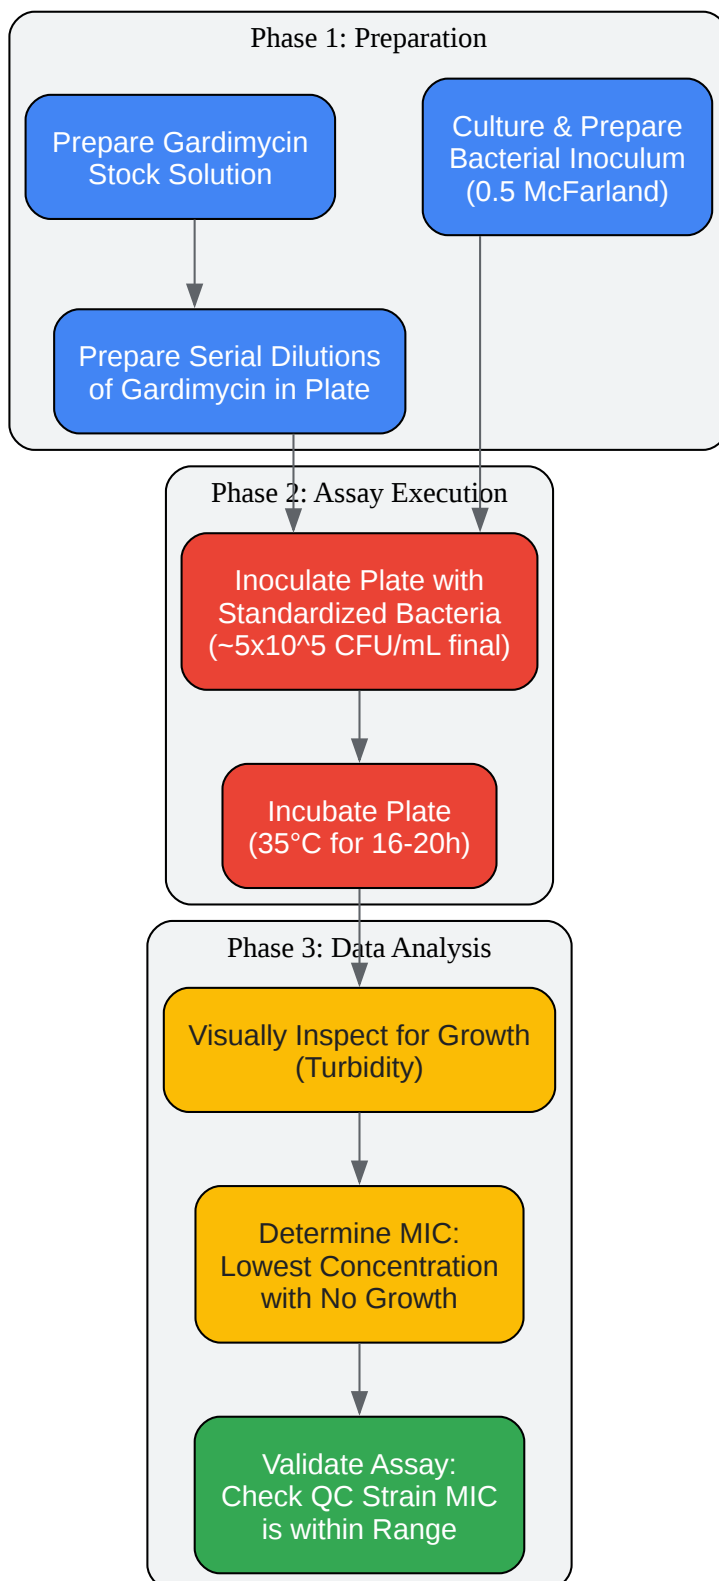 Phase 1: Preparation
Prepare Gardimycin
Stock Solution
Culture & Prepare
Bacterial Inoculum
(0.5 McFarland)
Prepare Serial Dilutions
of Gardimycin in Plate
Phase 2: Assay Execution
Inoculate Plate with
Standardized Bacteria
(~5x10^5 CFU/mL final)
Incubate Plate
(35°C for 16-20h)
Phase 3: Data Analysis
Visually Inspect for Growth
(Turbidity)
Determine MIC:
Lowest Concentration
with No Growth
Validate Assay:
Check QC Strain MIC
is within Range